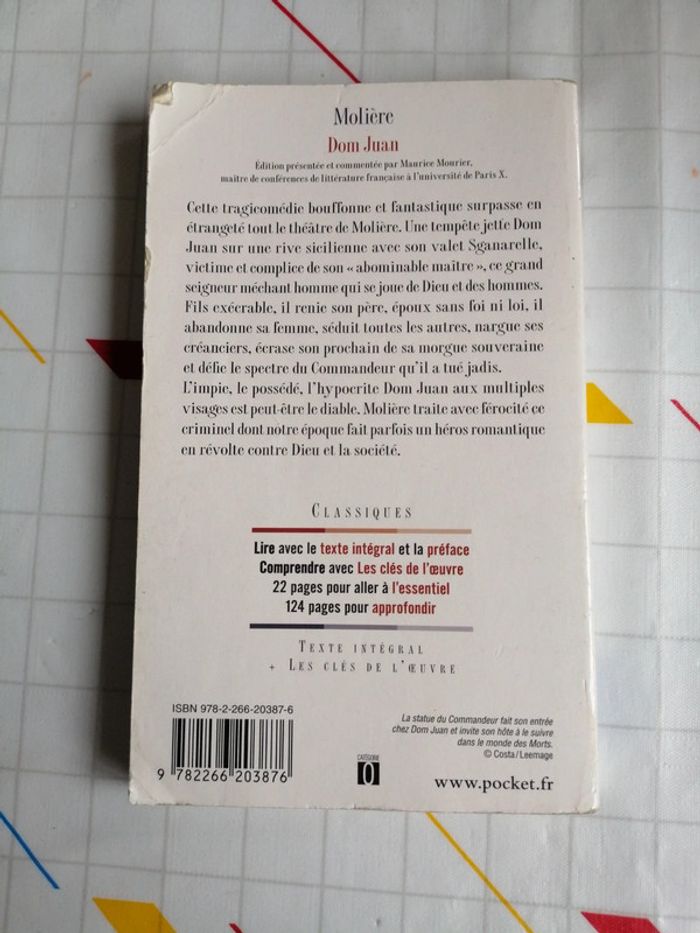 Molière
Dom Juan
Édition présentée et commentée par Maurice Mourier,
maître de conférences de littérature française à l'université de Paris X.
Cette tragicomédie bouffonne et fantastique surpasse en
étrangeté tout le théâtre de Molière. Une tempête jette Dom
Juan sur une rive sicilienne avec son valet Sganarelle,
victime et complice de son « abominable maître », ce grand
seigneur méchant homme qui se joue de Dieu et des hommes.
Fils exécrable, il renie son père, époux sans foi ni loi, il
abandonne sa femme, séduit toutes les autres, nargue ses
créanciers, écrase son prochain de sa morgue souveraine
et défie le spectre du Commandeur qu'il a tué jadis.
L'impie, le possédé, l'hypocrite Dom Juan aux multiples
visages est peut-être le diable. Molière traite avec férocité ce
criminel dont notre époque fait parfois un héros romantique
en révolte contre Dieu et la société.
CLASSIQUES
Lire avec le texte intégral et la préface
Comprendre avec Les clés de l'œuvre
22 pages pour aller à l'essentiel
124 pages pour approfondir
TEXTE INTÉGRAL
+ LES CLÉS DE L'ŒUVRE
ISBN 978-2-266-20387-6
9 782266 203876
CATÉGORIE
0
La statue du Commandeur fait son entrée
chez Dom Juan et invite son hôte à le suivre
dans le monde des Morts.
© Costa/Leemage
www.pocket.fr